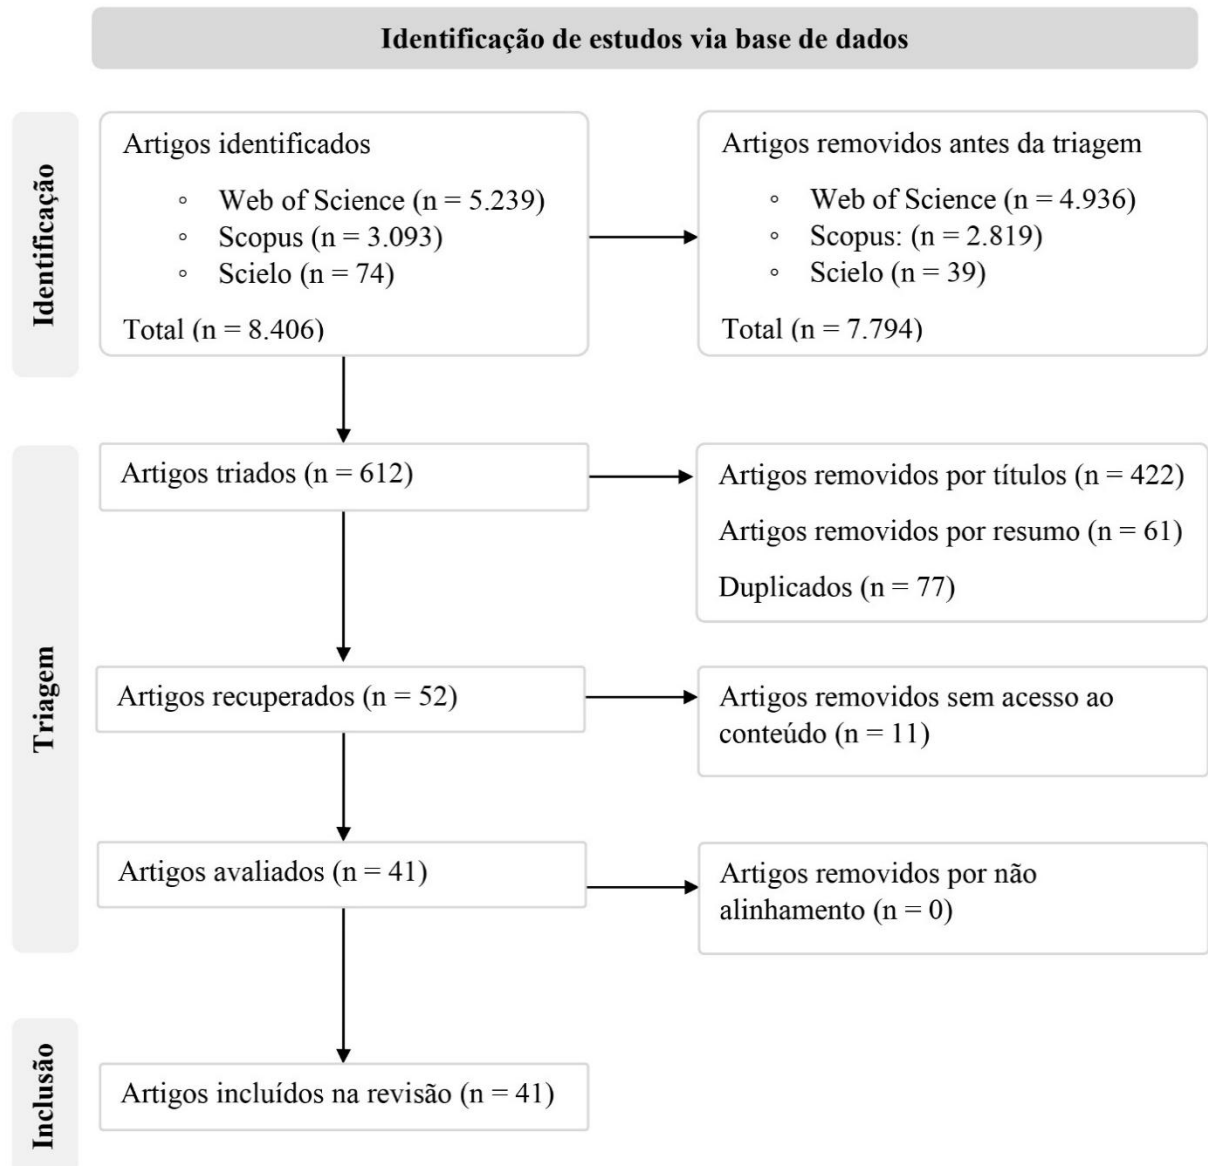 Identificação de estudos via base de dados
Identificação
Artigos identificados
◦ Web of Science (n = 5.239)
◦ Scopus (n = 3.093)
◦ Scielo (n = 74)
Total (n = 8.406)
Artigos removidos antes da triagem
◦ Web of Science (n = 4.936)
◦ Scopus: (n = 2.819)
◦ Scielo (n = 39)
Total (n = 7.794)
Triagem
Artigos triados (n = 612)
Artigos removidos por títulos (n = 422)
Artigos removidos por resumo (n = 61)
Duplicados (n = 77)
Artigos recuperados (n = 52)
Artigos removidos sem acesso ao
conteúdo (n = 11)
Artigos avaliados (n = 41)
Artigos removidos por não
alinhamento (n = 0)
Inclusão
Artigos incluídos na revisão (n = 41)